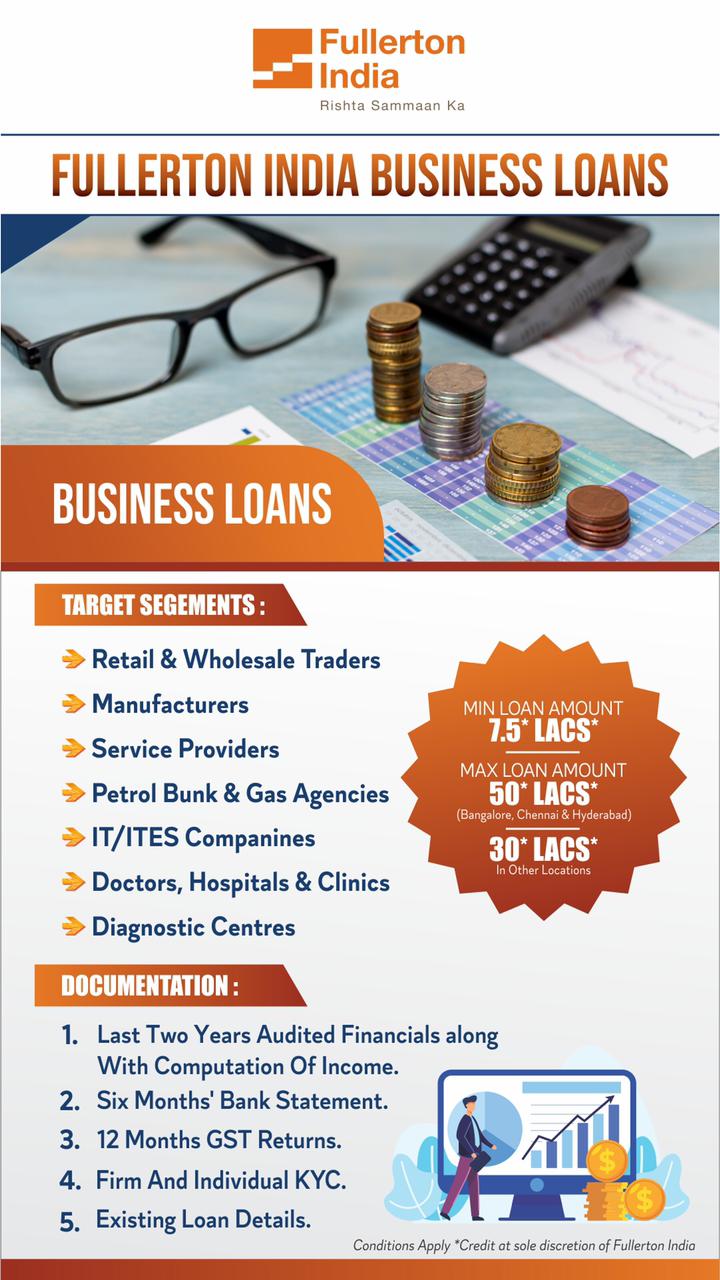 Fullerton
India
Rishta Sammaan Ka
FULLERTON INDIA BUSINESS LOANS
BUSINESS LOANS
TARGET SEGEMENTS :
Retail & Wholesale Traders
Manufacturers
Service Providers
Petrol Bunk & Gas Agencies
IT/ITES Companines
Doctors, Hospitals & Clinics
Diagnostic Centres
MIN LOAN AMOUNT
7.5* LACS*
MAX LOAN AMOUNT
50* LACS*
(Bangalore, Chennai & Hyderabad)
30* LACS*
In Other Locations
DOCUMENTATION :
1. Last Two Years Audited Financials along
With Computation Of Income.
2. Six Months' Bank Statement.
3. 12 Months GST Returns.
4. Firm And Individual KYC.
5. Existing Loan Details.
Conditions Apply *Credit at sole discretion of Fullerton India